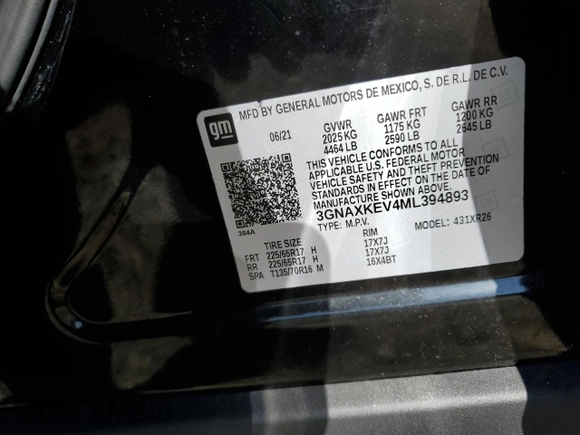 MFD BY GENERAL MOTORS DE MEXICO, S. DE R.L. DE C.V.
gm
06/21 GVWR GAWR FRT GAWR RR
2025 KG 1175 KG 1200 KG
4464 LB 2590 LB 2645 LB
THIS VEHICLE CONFORMS TO ALL
APPLICABLE U.S. FEDERAL MOTOR
VEHICLE SAFETY AND THEFT PREVENTION
STANDARDS IN EFFECT ON THE DATE OF
MANUFACTURE SHOWN ABOVE.
3GNAXKEV4ML394893
384A TYPE: M.P.V. MODEL: 431XR26
TIRE SIZE RIM
FRT 225/65R17 H 17X7J
RR 225/65R17 H 17X7J
SPA T135/70R16 M 16X4BT
DREAMBID